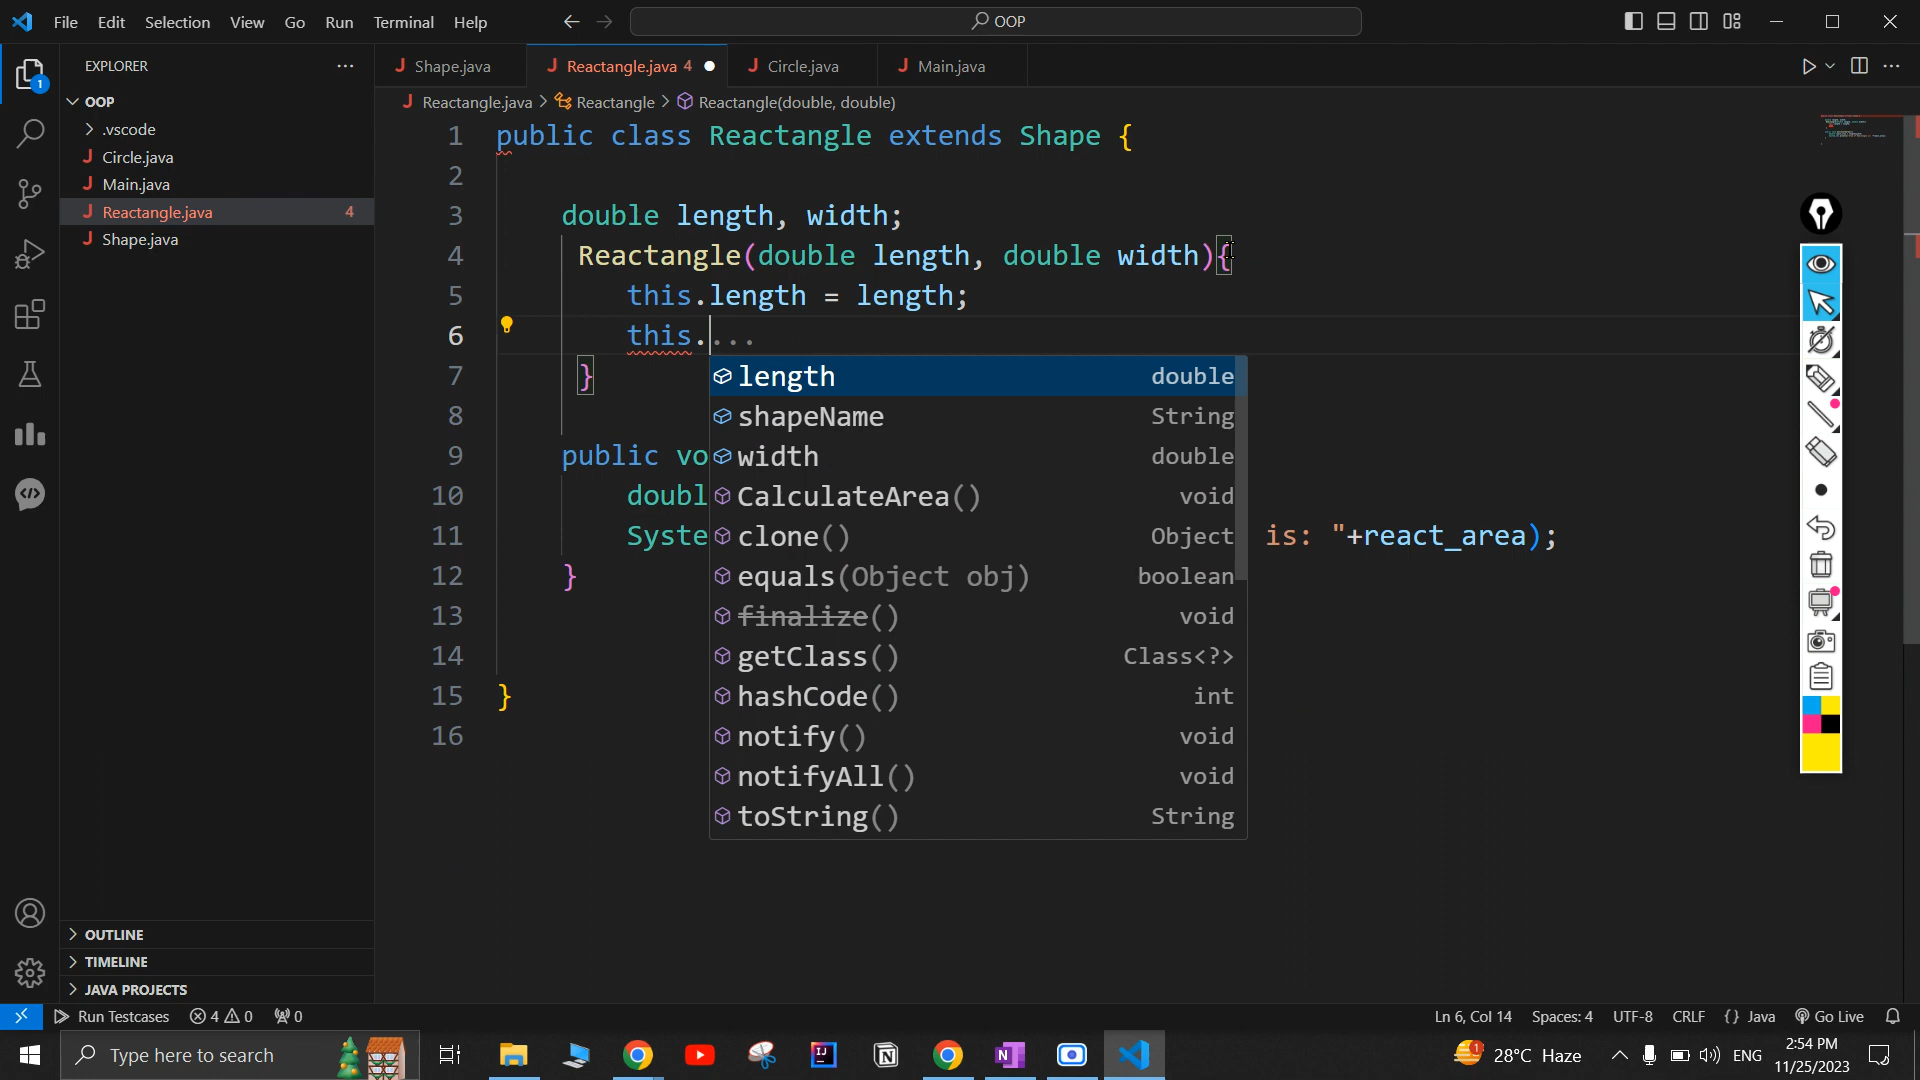 File Edit Selection View Go Run Terminal Help
OOP
EXPLORER
OOP
.vscode
Circle.java
Main.java
Reactangle.java 4
Shape.java
OUTLINE
TIMELINE
JAVA PROJECTS
Shape.java
Reactangle.java 4
Circle.java
Main.java
Reactangle.java > Reactangle > Reactangle(double, double)
1 public class Reactangle extends Shape {
2
3 double length, width;
4 Reactangle(double length, double width){
5 this.length = length;
6 this....
7 }
8
9 public vo
10 doubl
11 Syste is: "+react_area);
12 }
13
14
15 }
16
length double
shapeName String
width double
CalculateArea() void
clone() Object
equals(Object obj) boolean
finalize() void
getClass() Class<?>
hashCode() int
notify() void
notifyAll() void
toString() String
Run Testcases 4 0 0
Ln 6, Col 14 Spaces: 4 UTF-8 CRLF {} Java Go Live
Type here to search
28°C Haze ENG
2:54 PM
11/25/2023